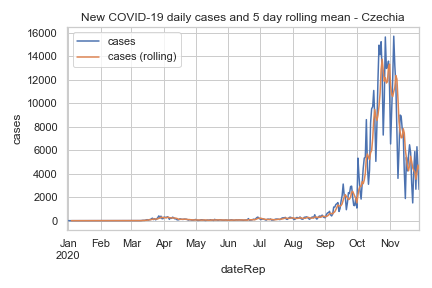 New COVID-19 daily cases and 5 day rolling mean - Czechia
16000
14000
12000
10000
8000
6000
4000
2000
0
cases
cases
cases (rolling)
Jan Feb Mar Apr May Jun Jul Aug Sep Oct Nov
2020
dateRep